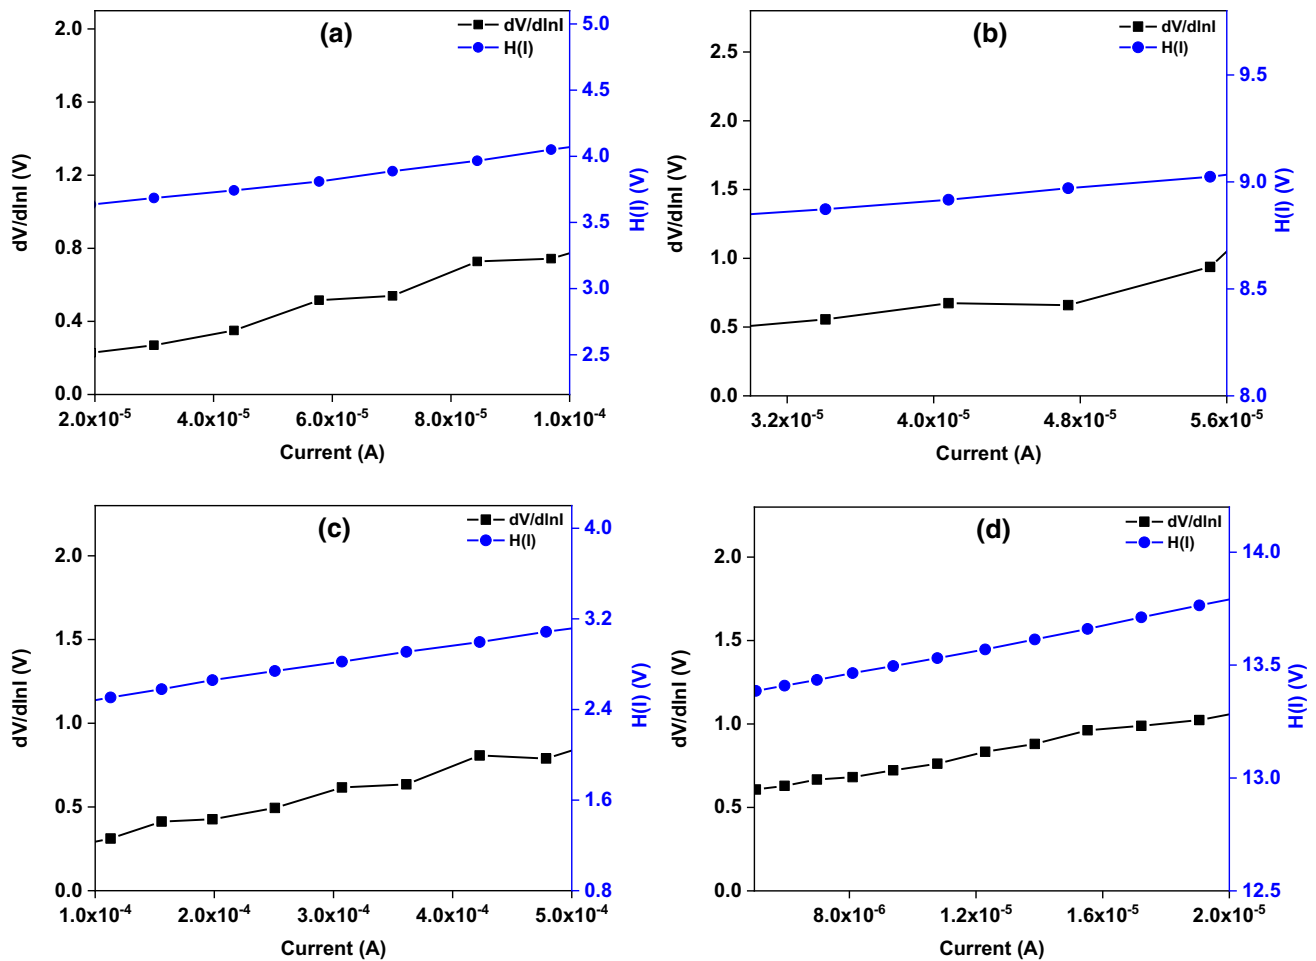 (a)
dV/dlnI
H(I)
2.0
1.6
1.2
0.8
0.4
0.0
dV/dlnI (V)
5.0
4.5
4.0
3.5
3.0
2.5
H(I) (V)
2.0x10⁻⁵ 4.0x10⁻⁵ 6.0x10⁻⁵ 8.0x10⁻⁵ 1.0x10⁻⁴
Current (A)
(b)
dV/dlnI
H(I)
2.5
2.0
1.5
1.0
0.5
0.0
dV/dlnI (V)
9.5
9.0
8.5
8.0
H(I) (V)
3.2x10⁻⁵ 4.0x10⁻⁵ 4.8x10⁻⁵ 5.6x10⁻⁵
Current (A)
(c)
dV/dlnI
H(I)
2.0
1.5
1.0
0.5
0.0
dV/dlnI (V)
4.0
3.2
2.4
1.6
0.8
H(I) (V)
1.0x10⁻⁴ 2.0x10⁻⁴ 3.0x10⁻⁴ 4.0x10⁻⁴ 5.0x10⁻⁴
Current (A)
(d)
dV/dlnI
H(I)
2.0
1.5
1.0
0.5
0.0
dV/dlnI (V)
14.0
13.5
13.0
12.5
H(I) (V)
8.0x10⁻⁶ 1.2x10⁻⁵ 1.6x10⁻⁵ 2.0x10⁻⁵
Current (A)